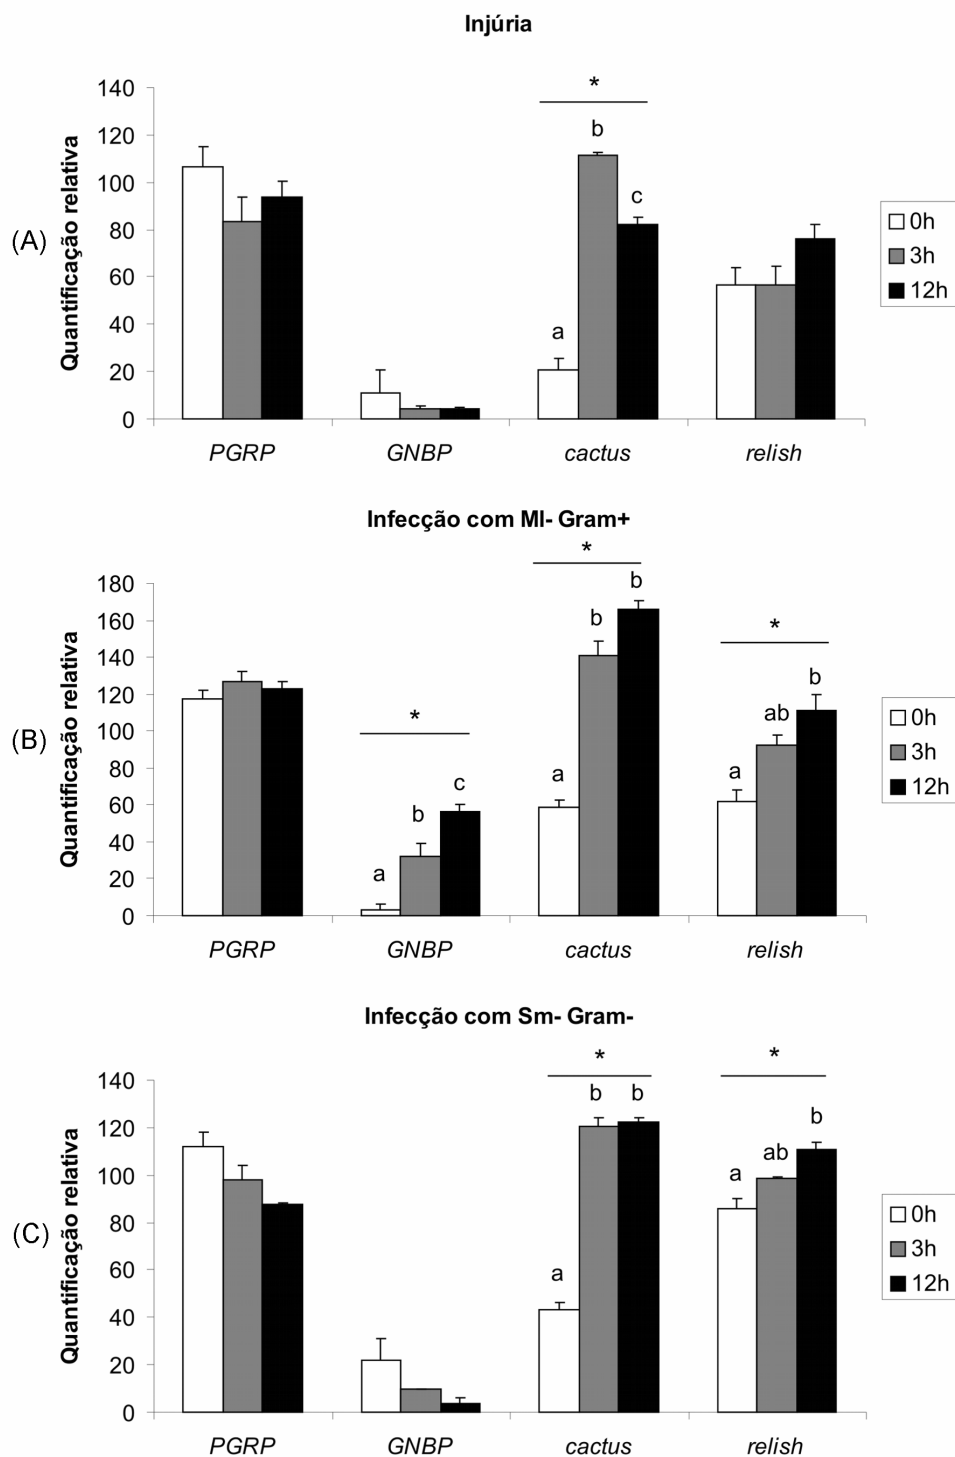 Injúria
*
140
120
100
80
60
40
20
0
Quantificação relativa
(A)
a
b
c
PGRP GNBP cactus relish
0h
3h
12h
Infecção com Ml- Gram+
*
*
*
180
160
140
120
100
80
60
40
20
0
Quantificação relativa
(B)
a b c
a b b
a ab b
PGRP GNBP cactus relish
0h
3h
12h
Infecção com Sm- Gram-
* *
140
120
100
80
60
40
20
0
Quantificação relativa
(C)
a b b
a ab b
PGRP GNBP cactus relish
0h
3h
12h